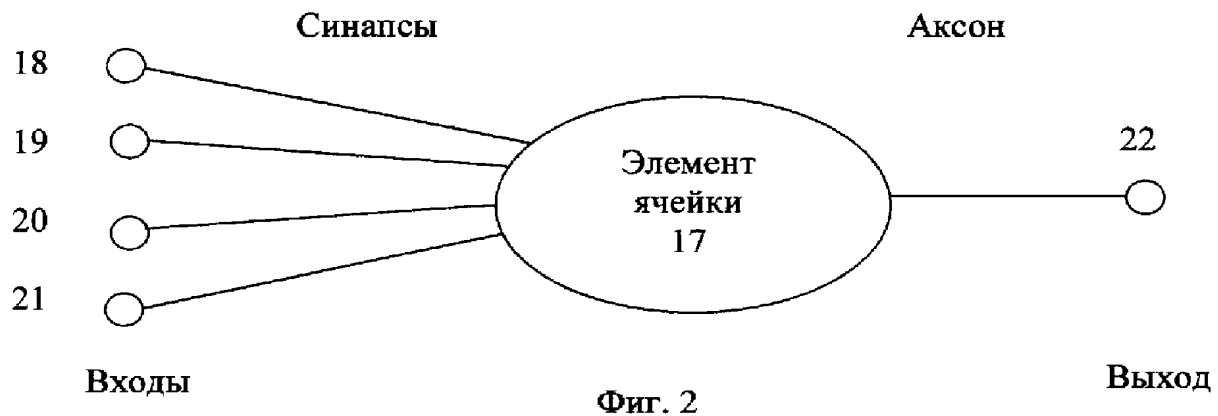 Синапсы
Аксон
18
19
20
21
Элемент
ячейки
17
22
Входы
Выход
Фиг. 2